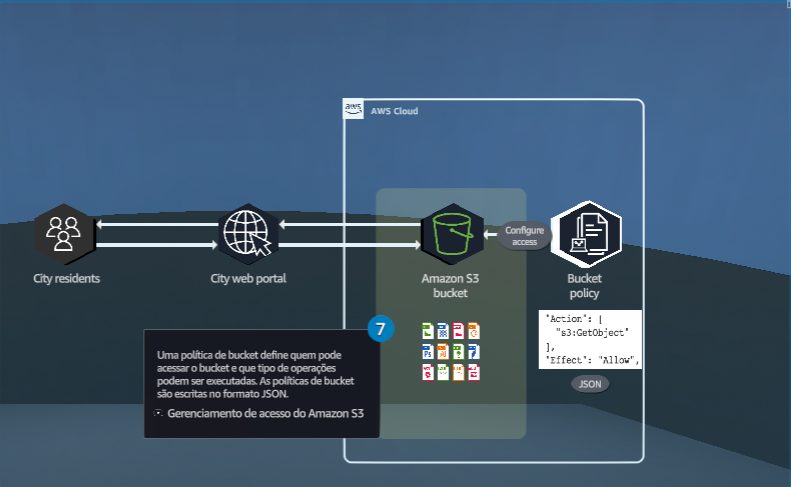 aws
AWS Cloud
City residents
City web portal
Amazon S3
bucket
Configure
access
Bucket
policy
"Action": [
"s3:GetObject"
],
"Effect": "Allow",
JSON
7
Uma política de bucket define quem pode
acessar o bucket e que tipo de operações
podem ser executadas. As políticas de bucket
são escritas no formato JSON.
Gerenciamento de acesso do Amazon S3